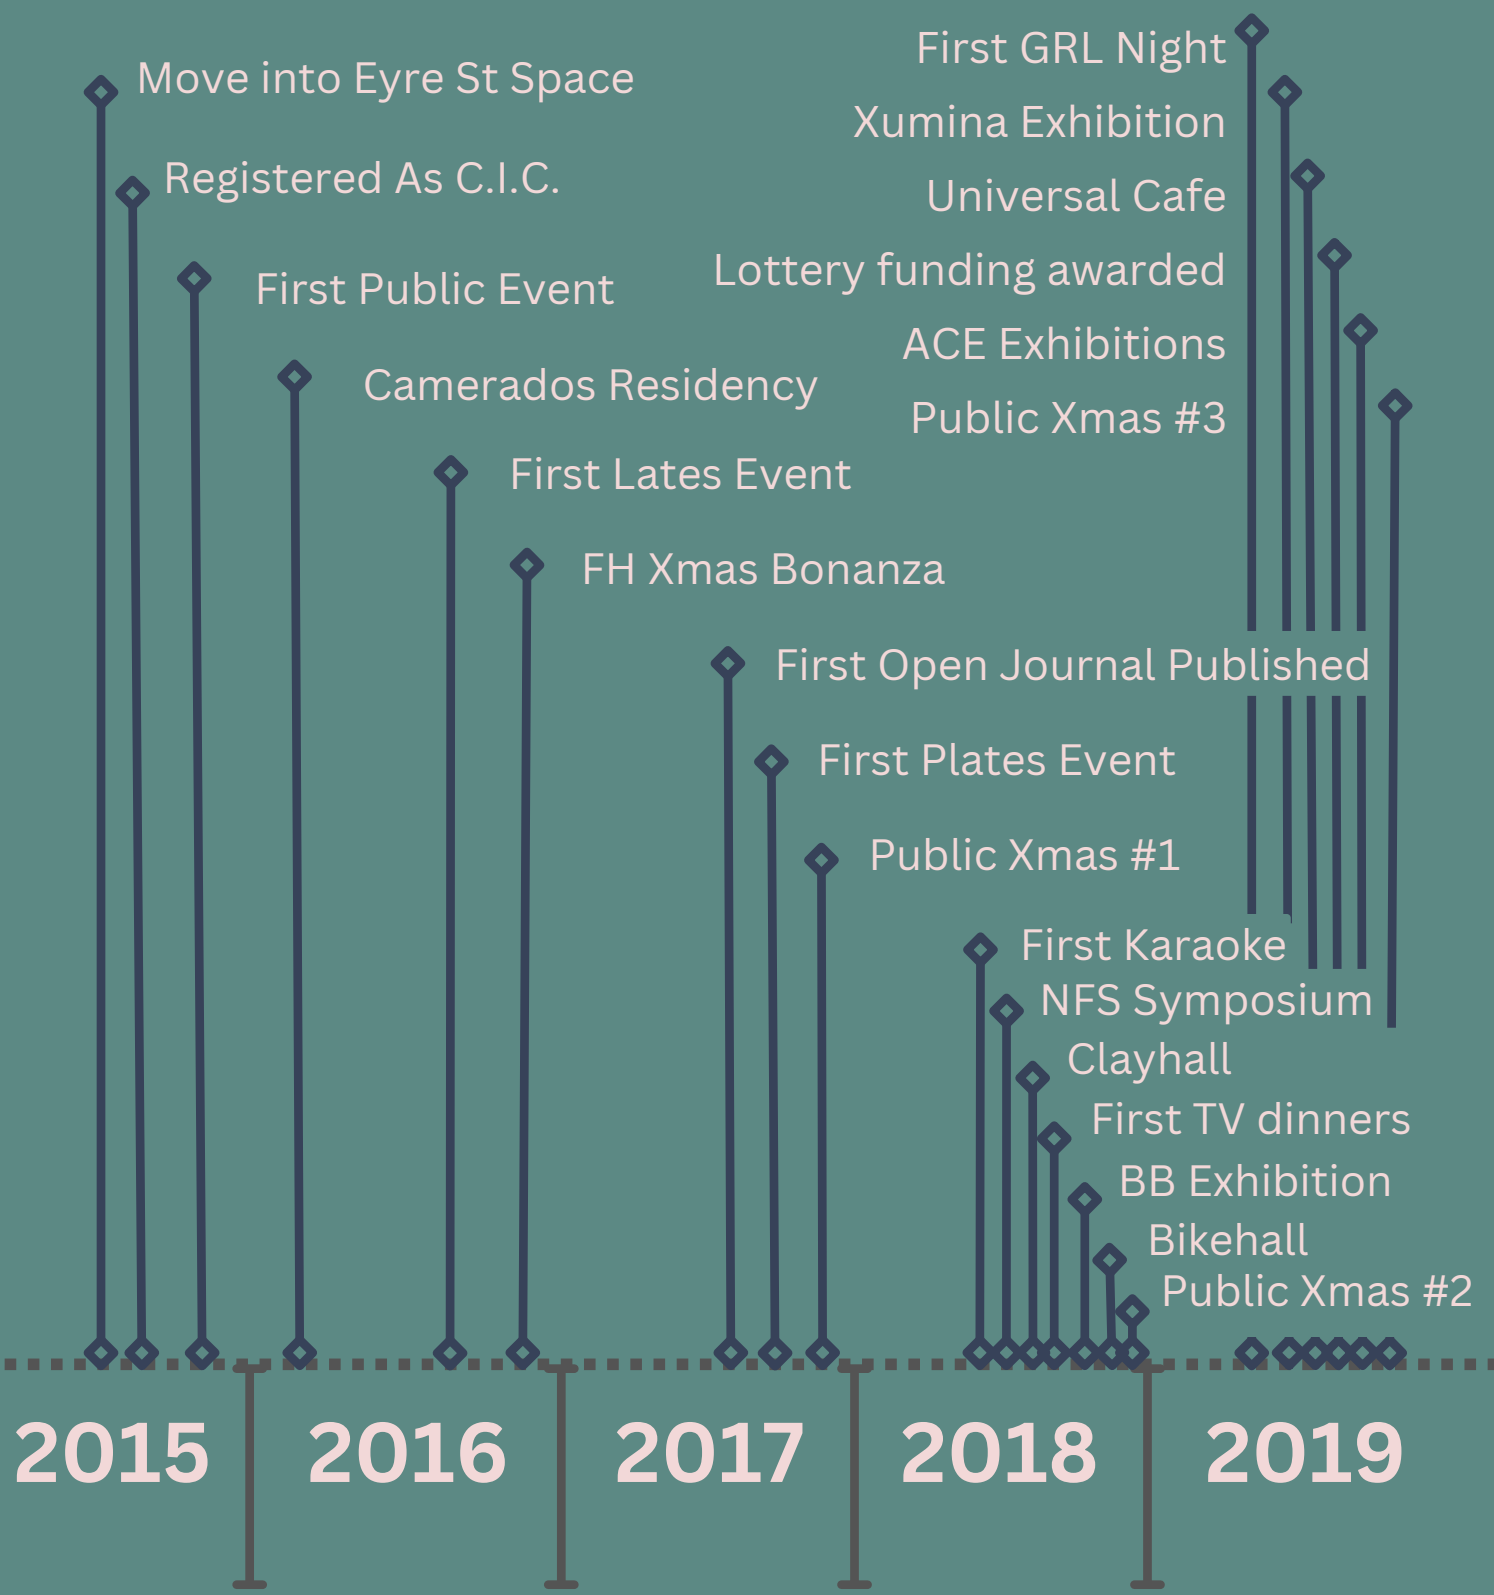 Move into Eyre St Space
Registered As C.I.C.
First Public Event
Camerados Residency
First Lates Event
FH Xmas Bonanza
First Open Journal Published
First Plates Event
Public Xmas #1
First Karaoke
NFS Symposium
Clayhall
First TV dinners
BB Exhibition
Bikehall
Public Xmas #2
First GRL Night
Xumina Exhibition
Universal Cafe
Lottery funding awarded
ACE Exhibitions
Public Xmas #3
2015
2016
2017
2018
2019